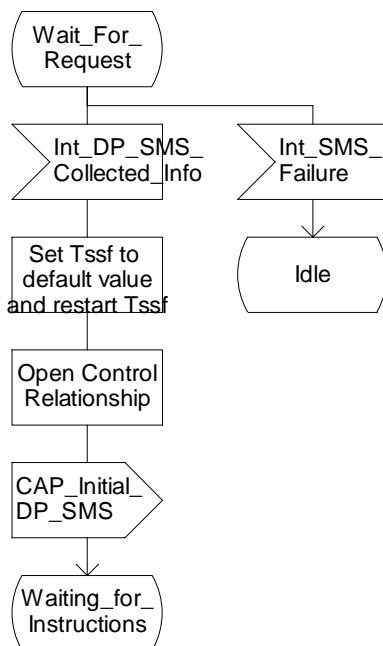 Wait_For_
Request
Int_DP_SMS_
Collected_Info
Int_SMS_
Failure
Set Tssf to
default value
and restart Tssf
Idle
Open Control
Relationship
CAP_Initial_
DP_SMS
Waiting_for_
Instructions